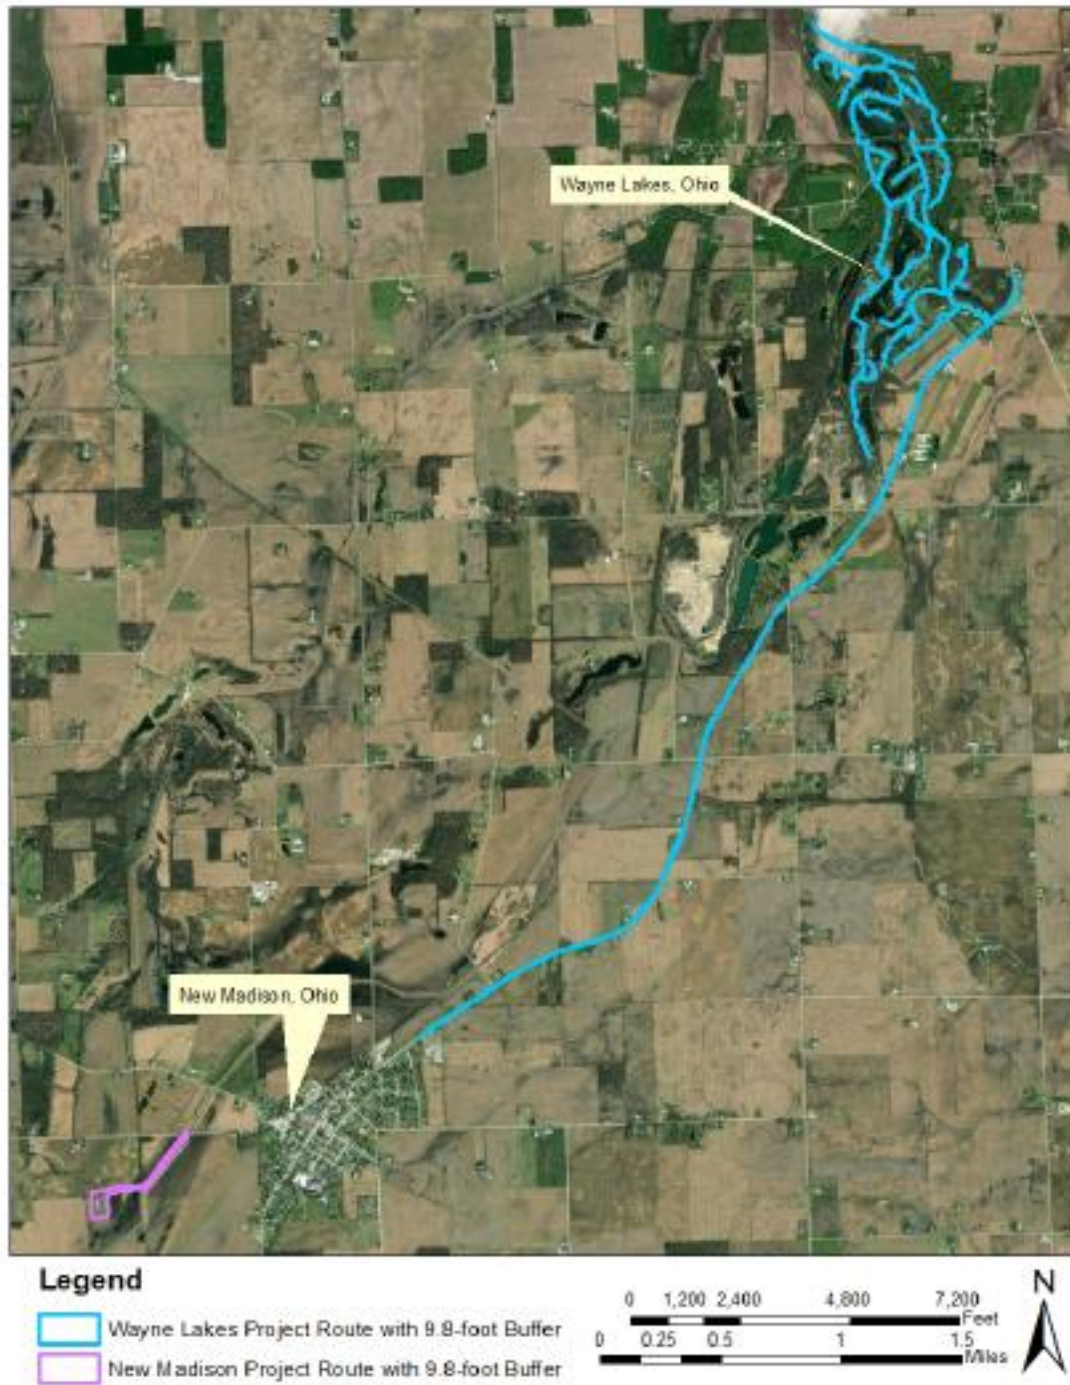 Wayne Lakes, Ohio
New Madison, Ohio
Legend
Wayne Lakes Project Route with 9.8-foot Buffer
New Madison Project Route with 9.8-foot Buffer
0 1,200 2,400 4,800 7,200
Feet
0 0.25 0.5 1 1.5
Miles
N